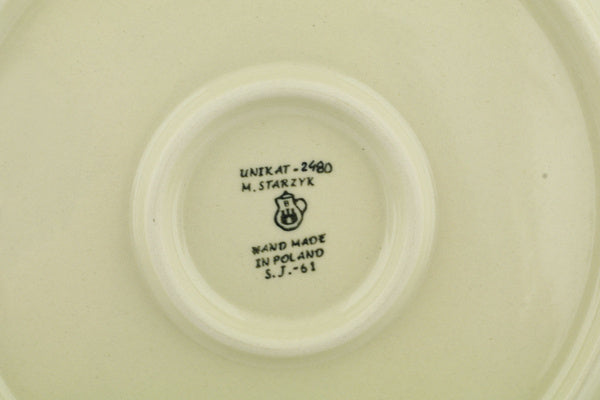 UNIKAT-2480
M. STARZYK
HAND MADE
IN POLAND
S.J.-61